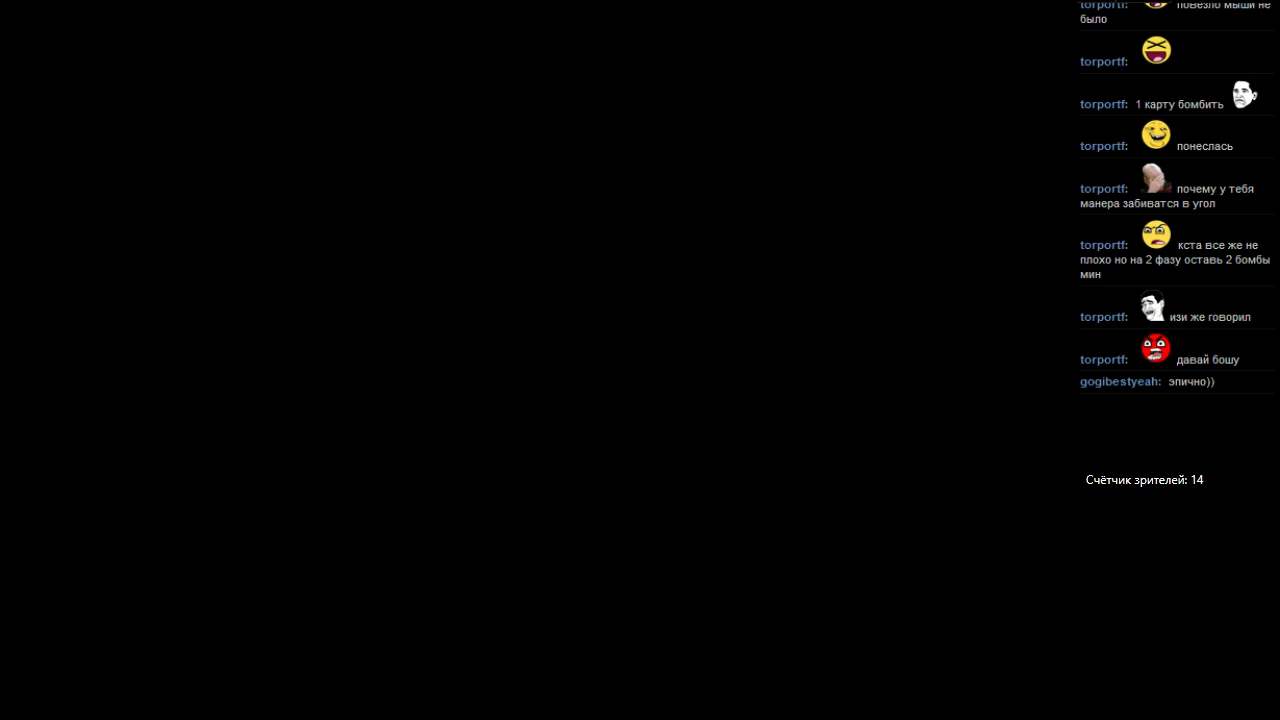 torportf: повезло мыши не
было
torportf:
torportf: 1 карту бомбить
torportf: понеслась
torportf: почему у тебя
манера забиватся в угол
torportf: кста все же не
плохо но на 2 фазу оставь 2 бомбы
мин
torportf: изи же говорил
torportf: давай бошу
gogibestyeah: эпично))
Счётчик зрителей: 14